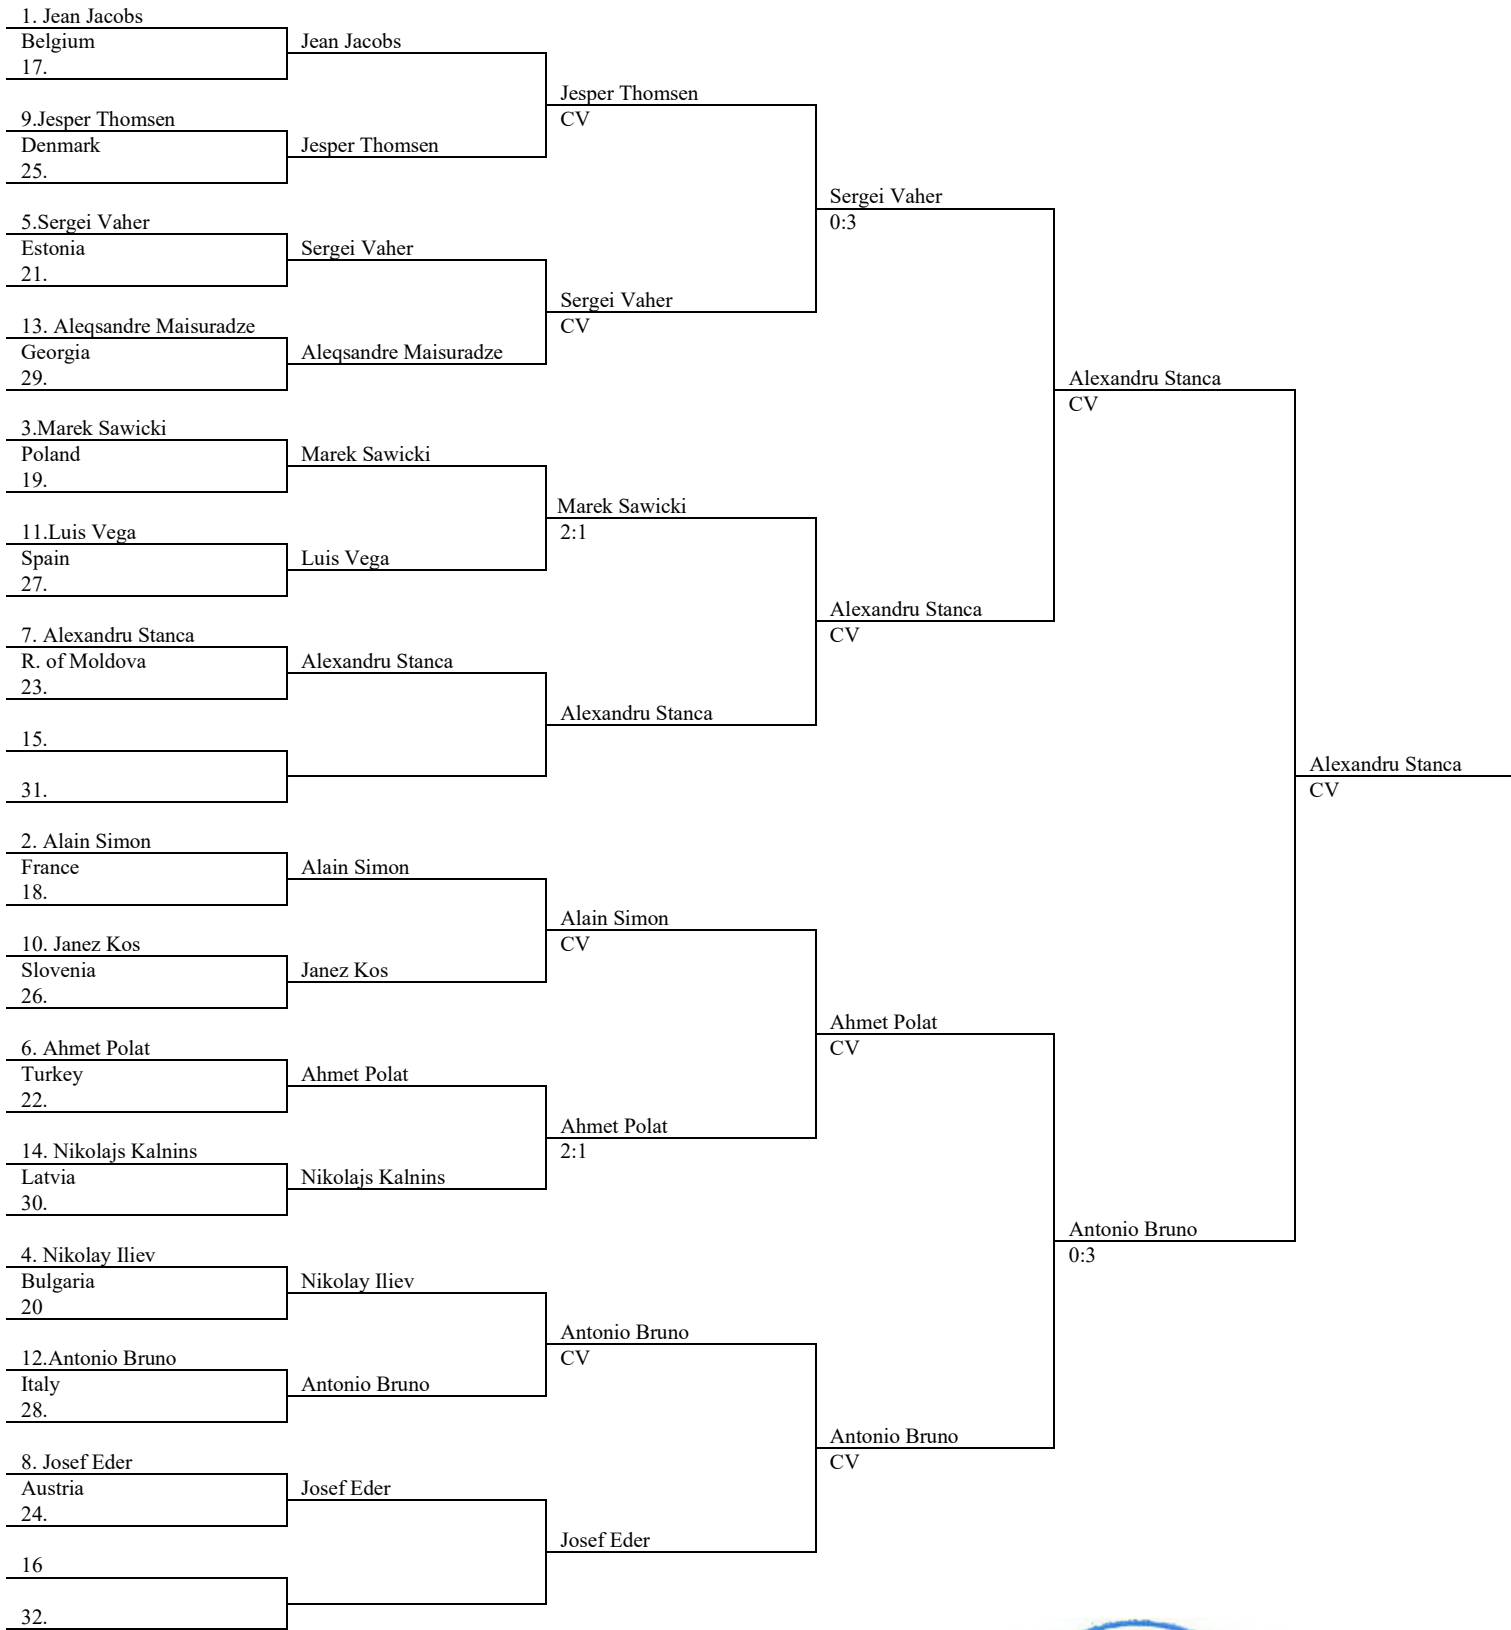 1. Jean Jacobs
Belgium
17.
Jean Jacobs
Jesper Thomsen
CV
9.Jesper Thomsen
Denmark
25.
Jesper Thomsen
Sergei Vaher
0:3
5.Sergei Vaher
Estonia
21.
Sergei Vaher
Sergei Vaher
CV
13. Aleqsandre Maisuradze
Georgia
29.
Aleqsandre Maisuradze
Alexandru Stanca
CV
3.Marek Sawicki
Poland
19.
Marek Sawicki
Marek Sawicki
2:1
11.Luis Vega
Spain
27.
Luis Vega
Alexandru Stanca
CV
7. Alexandru Stanca
R. of Moldova
23.
Alexandru Stanca
Alexandru Stanca
15.
31.
Alexandru Stanca
CV
2. Alain Simon
France
18.
Alain Simon
Alain Simon
CV
10. Janez Kos
Slovenia
26.
Janez Kos
Ahmet Polat
CV
6. Ahmet Polat
Turkey
22.
Ahmet Polat
Ahmet Polat
2:1
14. Nikolajs Kalnins
Latvia
30.
Nikolajs Kalnins
Antonio Bruno
0:3
4. Nikolay Iliev
Bulgaria
20
Nikolay Iliev
Antonio Bruno
CV
12.Antonio Bruno
Italy
28.
Antonio Bruno
Antonio Bruno
CV
8. Josef Eder
Austria
24.
Josef Eder
Josef Eder
16
32.